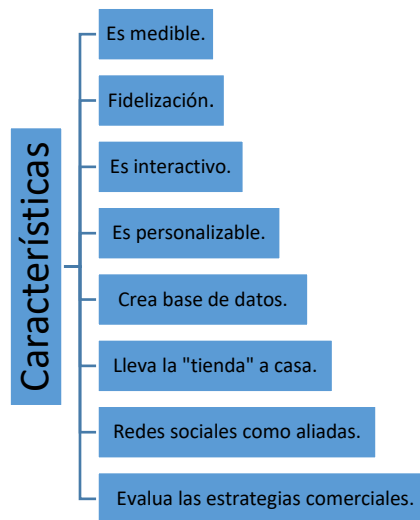 Características
Es medible.
Fidelización.
Es interactivo.
Es personalizable.
Crea base de datos.
Lleva la "tienda" a casa.
Redes sociales como aliadas.
Evalua las estrategias comerciales.